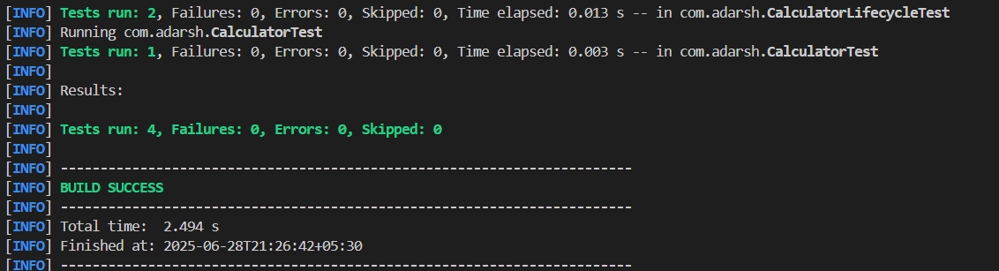 [INFO] Tests run: 2, Failures: 0, Errors: 0, Skipped: 0, Time elapsed: 0.013 s -- in com.adarsh.CalculatorLifecycleTest
[INFO] Running com.adarsh.CalculatorTest
[INFO] Tests run: 1, Failures: 0, Errors: 0, Skipped: 0, Time elapsed: 0.003 s -- in com.adarsh.CalculatorTest
[INFO]
[INFO] Results:
[INFO]
[INFO] Tests run: 4, Failures: 0, Errors: 0, Skipped: 0
[INFO]
[INFO] ------------------------------------------------------------------------
[INFO] BUILD SUCCESS
[INFO] ------------------------------------------------------------------------
[INFO] Total time:  2.494 s
[INFO] Finished at: 2025-06-28T21:26:42+05:30
[INFO] ------------------------------------------------------------------------